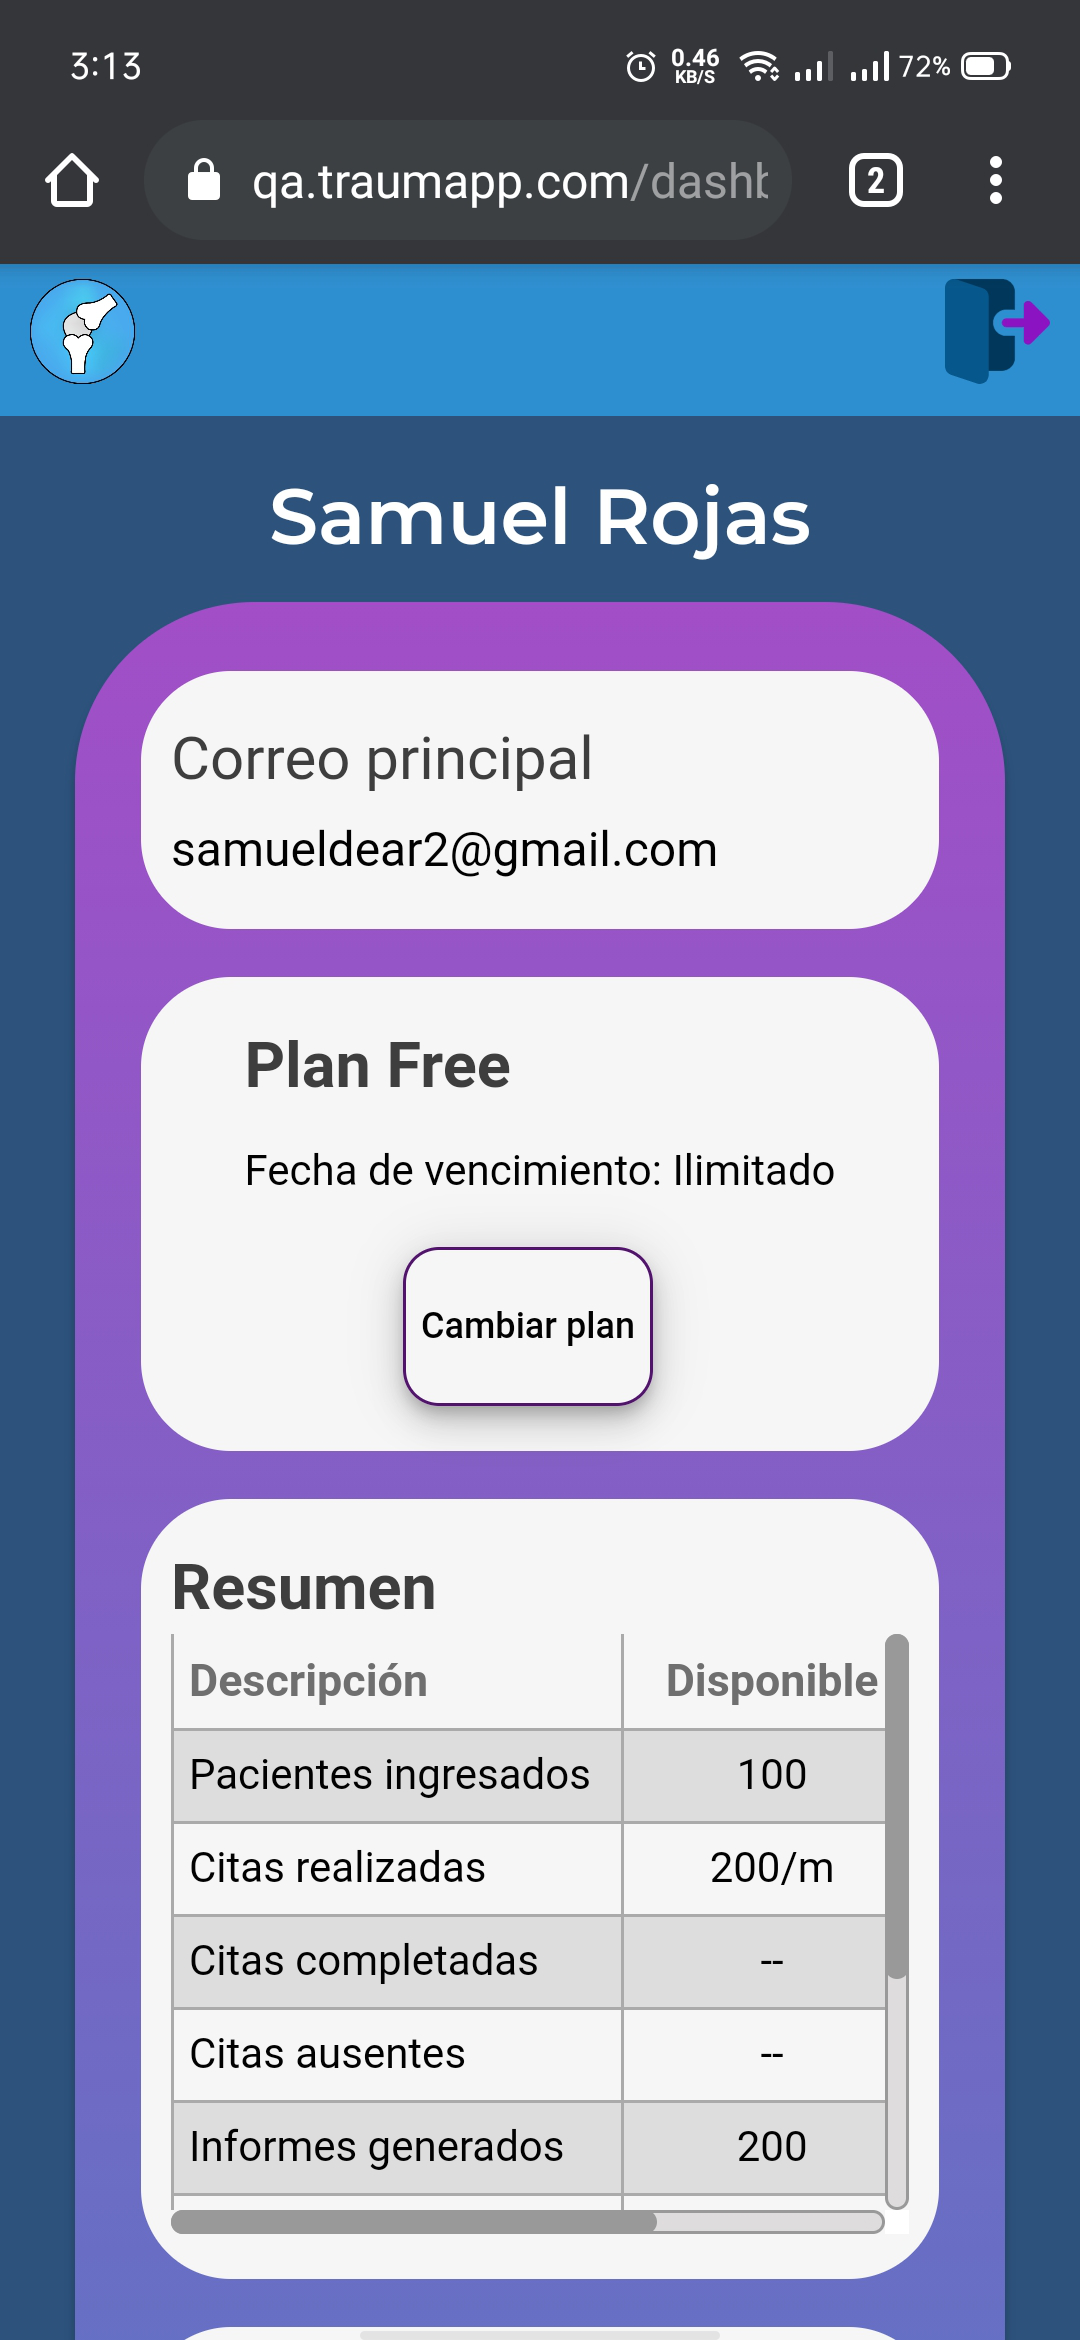 3:13
0.46
KB/S
72%
qa.traumapp.com/dashb
2
Samuel Rojas
Correo principal
samueldear2@gmail.com
Plan Free
Fecha de vencimiento: Ilimitado
Cambiar plan
Resumen
Descripción Disponible
Pacientes ingresados 100
Citas realizadas 200/m
Citas completadas --
Citas ausentes --
Informes generados 200